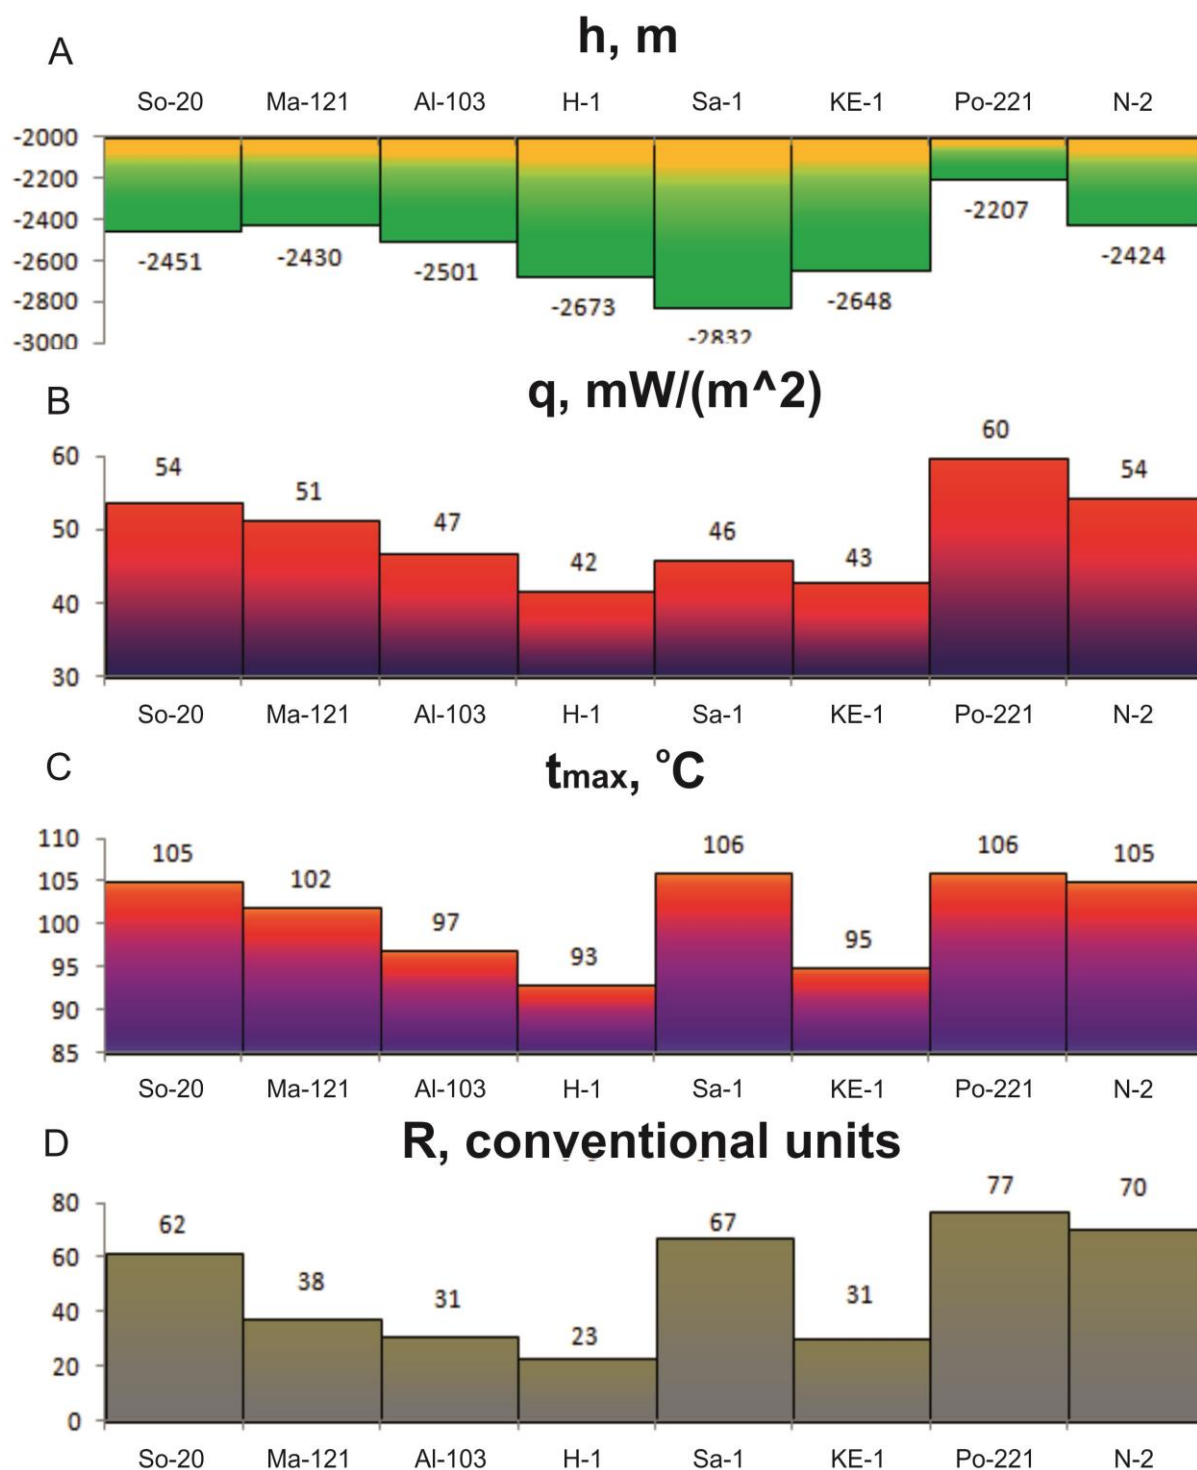 A
h, m
So-20 Ma-121 Al-103 H-1 Sa-1 KE-1 Po-221 N-2
-2000
-2200
-2400
-2600
-2800
-3000
-2451 -2430 -2501 -2673 -2832 -2648 -2207 -2424
B
q, mW/(m^2)
60
50
40
30
54 51 47 42 46 43 60 54
So-20 Ma-121 Al-103 H-1 Sa-1 KE-1 Po-221 N-2
C
tmax, °C
110
105
100
95
90
85
105 102 97 93 106 95 106 105
So-20 Ma-121 Al-103 H-1 Sa-1 KE-1 Po-221 N-2
D
R, conventional units
80
60
40
20
0
62 38 31 23 67 31 77 70
So-20 Ma-121 Al-103 H-1 Sa-1 KE-1 Po-221 N-2